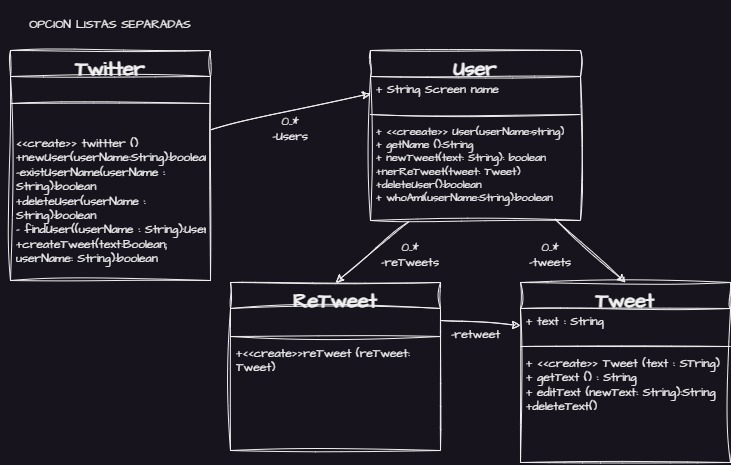 OPCION LISTAS SEPARADAS
Twitter
<<create>> twittter ()
+newUser(userName:String):boolea
-existUserName(userName :
String):boolean
+deleteUser(userName :
String):boolean
- findUser((userName : String):User
+createTweet(text:Boolean;
userName: String):boolean
0..*
-Users
User
+ String Screen name
+ <<creeate>> User(userName:string)
+ getName ():String
+ newTweet(text: String): boolean
+nerReTweet(tweet: Tweet)
+deleteUser():boolean
+ whoAmI(userName:String):boolean
0..*
-reTweets
0..*
-tweets
ReTweet
+<<create>>reTweet (reTweet:
Tweet)
-retweet
Tweet
+ text : String
+ <<create>> Tweet (text : STring)
+ getText () : String
+ editText (newText: String):String
+deleteText()